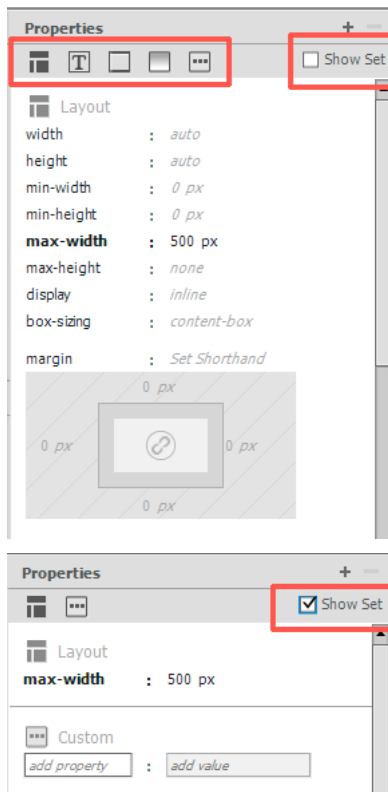 Properties
T
Show Set
Layout
width : auto
height : auto
min-width : 0 px
min-height : 0 px
max-width : 500 px
max-height : none
display : inline
box-sizing : content-box
margin : Set Shorthand
0 px
0 px
0 px
0 px
Properties
Show Set
Layout
max-width : 500 px
Custom
add property : add value